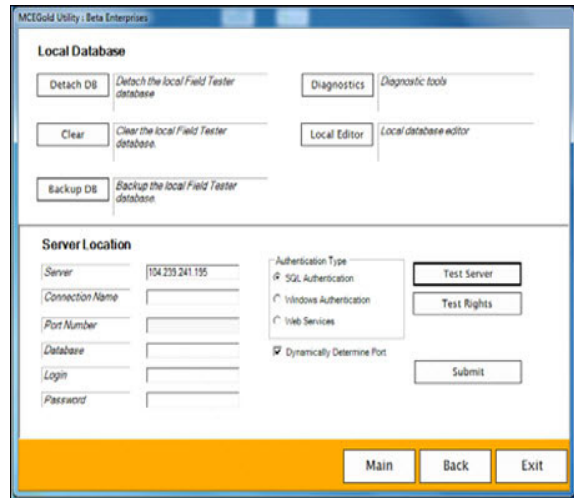 MCEGold Utility : Beta Enterprises
Local Database
Detach DB
Detach the local Field Tester
database
Diagnostics
Diagnostic tools
Clear
Clear the local Field Tester
database.
Local Editor
Local database editor
Backup DB
Backup the local Field Tester
database.
Server Location
Server
104.239.241.195
Connection Name
Port Number
Database
Login
Password
Authentication Type
SQL Authentication
Windows Authentication
Web Services
Dynamically Determine Port
Test Server
Test Rights
Submit
Main
Back
Exit